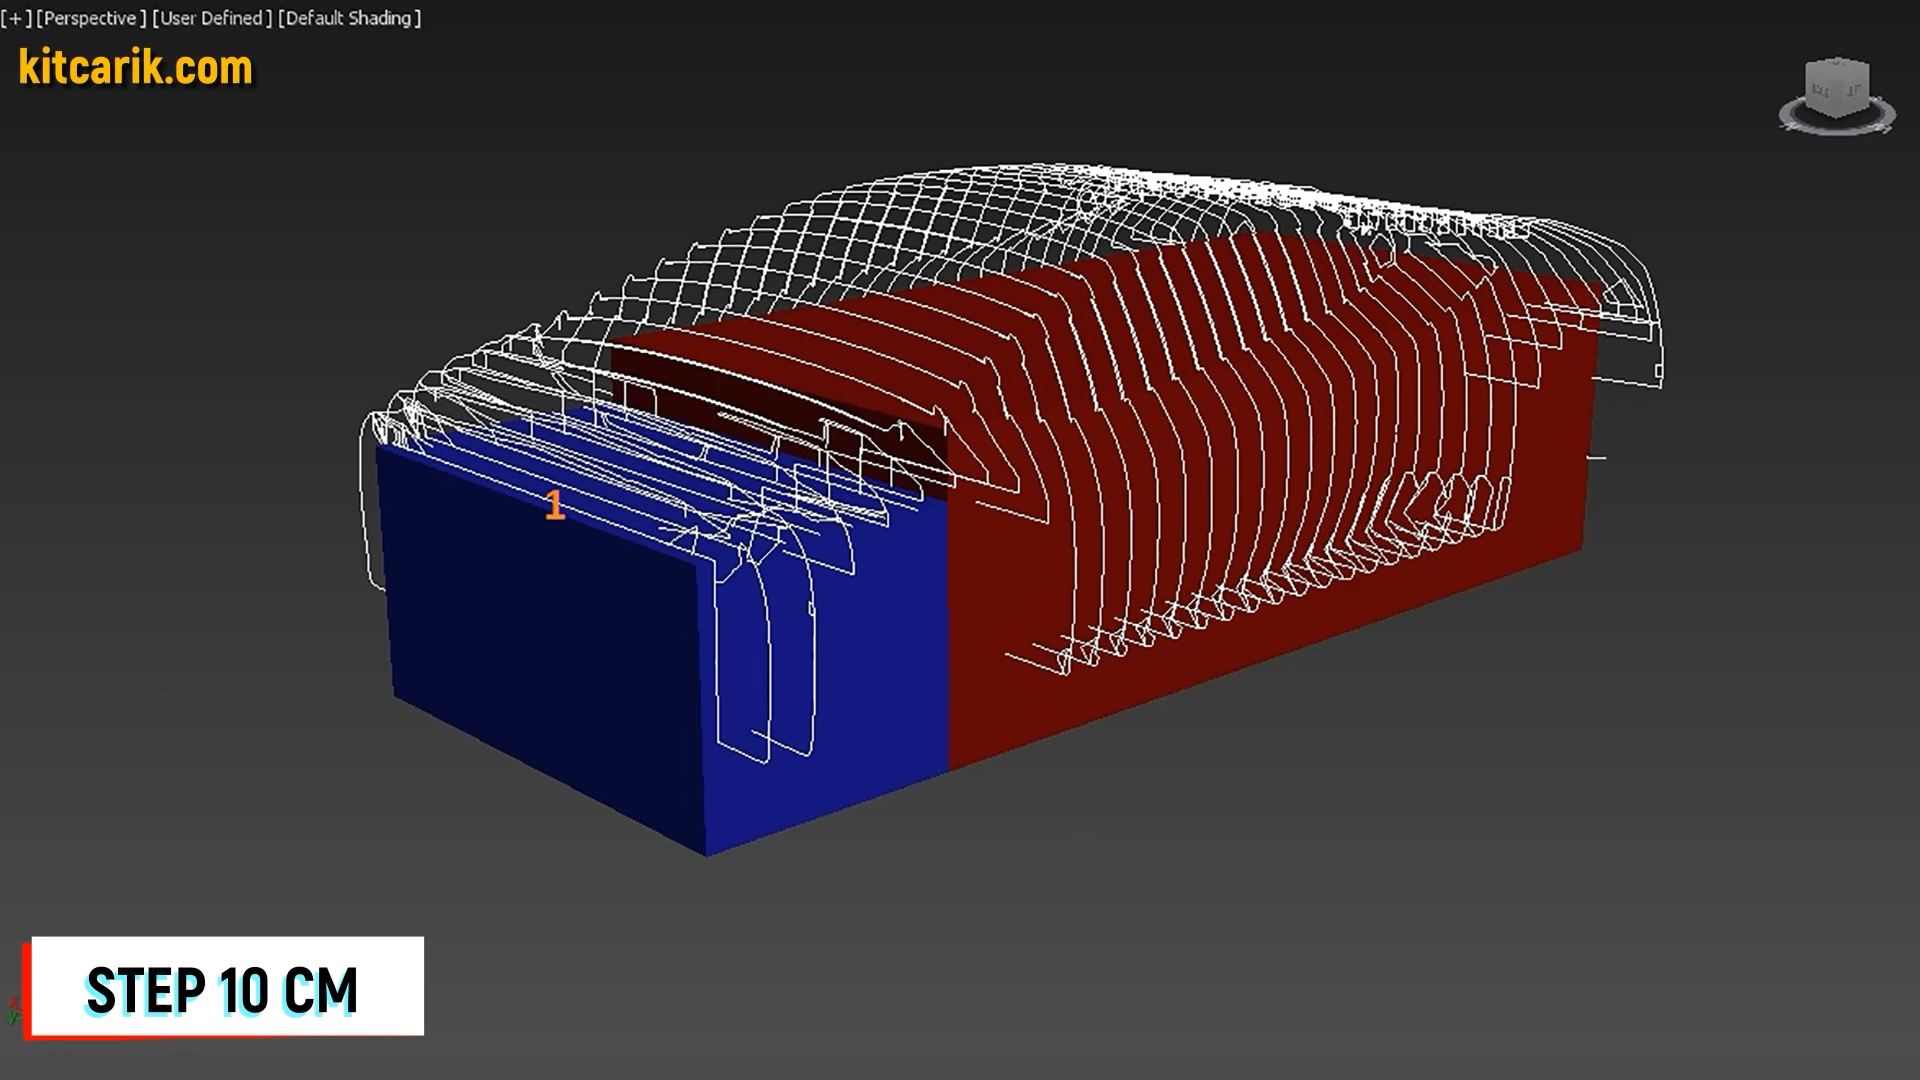 [+] [Perspective] [User Defined] [Default Shading]
kitcarik.com
1
STEP 10 CM